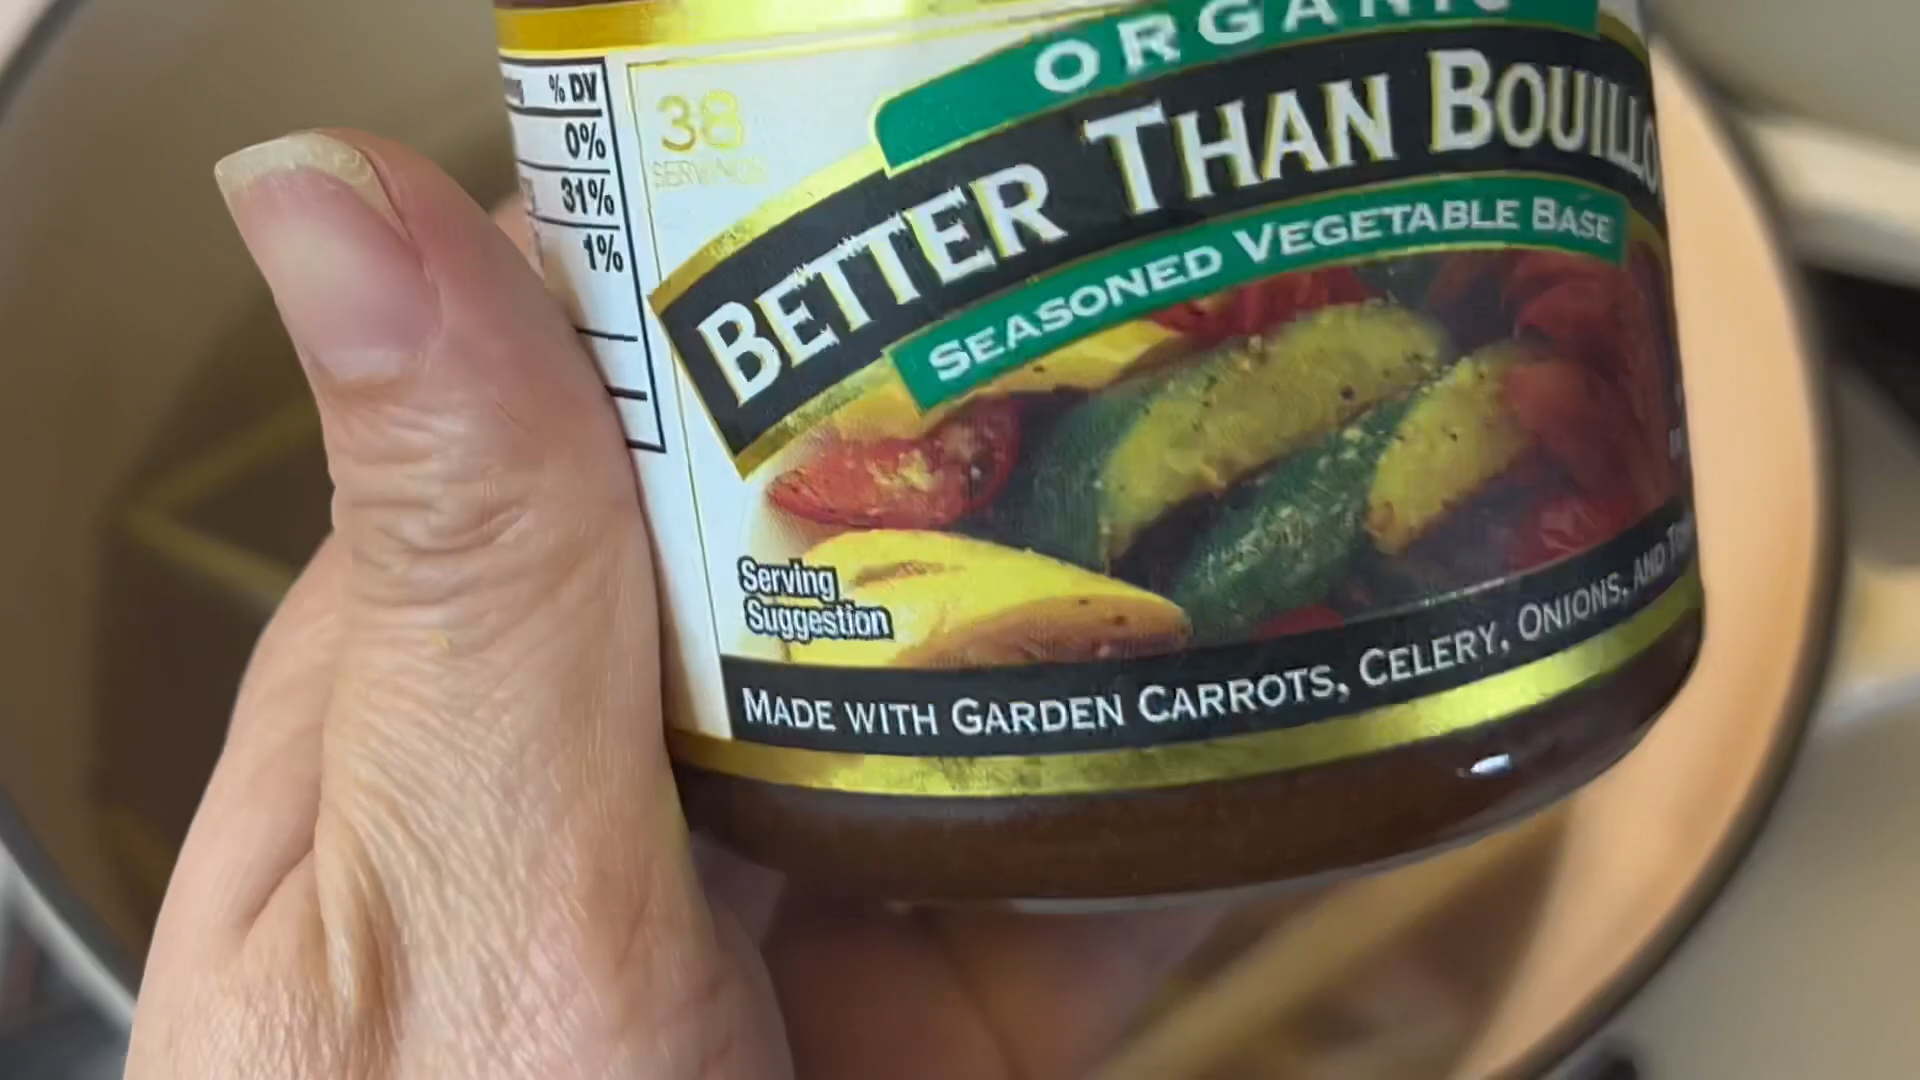 % DV
0%
31%
1%
38
SERVINGS
ORGANIC
BETTER THAN BOUILLO
SEASONED VEGETABLE BASE
Serving
Suggestion
MADE WITH GARDEN CARROTS, CELERY, ONIONS, AND